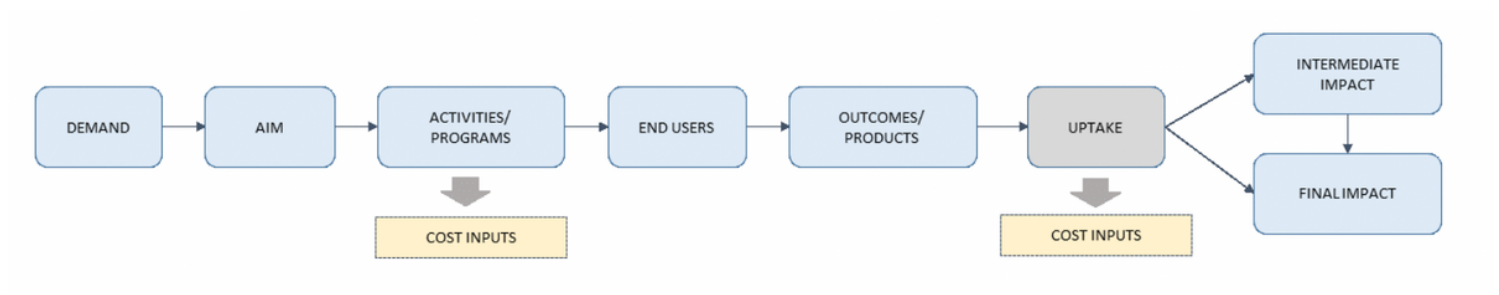 DEMAND
AIM
ACTIVITIES/
PROGRAMS
END USERS
OUTCOMES/
PRODUCTS
UPTAKE
INTERMEDIATE
IMPACT
FINAL IMPACT
COST INPUTS
COST INPUTS